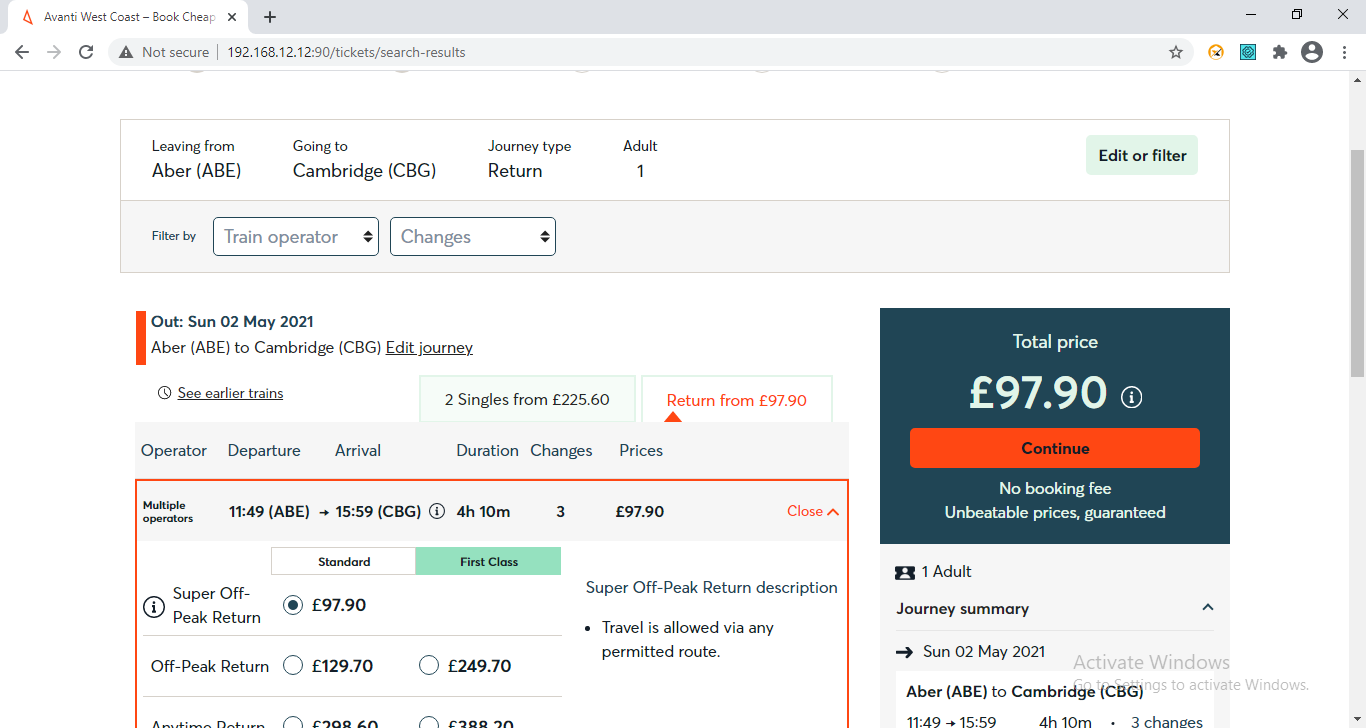 Avanti West Coast – Book Cheap
Not secure
192.168.12.12:90/tickets/search-results
Leaving from
Aber (ABE)
Going to
Cambridge (CBG)
Journey type
Return
Adult
1
Edit or filter
Filter by
Train operator
Changes
Out: Sun 02 May 2021
Aber (ABE) to Cambridge (CBG) Edit journey
See earlier trains
2 Singles from £225.60
Return from £97.90
Operator Departure Arrival Duration Changes Prices
Multiple
operators
11:49 (ABE) → 15:59 (CBG) 4h 10m 3 £97.90 Close
Standard First Class
Super Off-
Peak Return
£97.90
Off-Peak Return £129.70 £249.70
Anytime Return £298.60 £388.20
Super Off-Peak Return description
• Travel is allowed via any
permitted route.
Total price
£97.90
Continue
No booking fee
Unbeatable prices, guaranteed
1 Adult
Journey summary
→ Sun 02 May 2021
Aber (ABE) to Cambridge (CBG)
11:49 → 15:59 4h 10m · 3 changes
Activate Windows
Go to Settings to activate Windows.